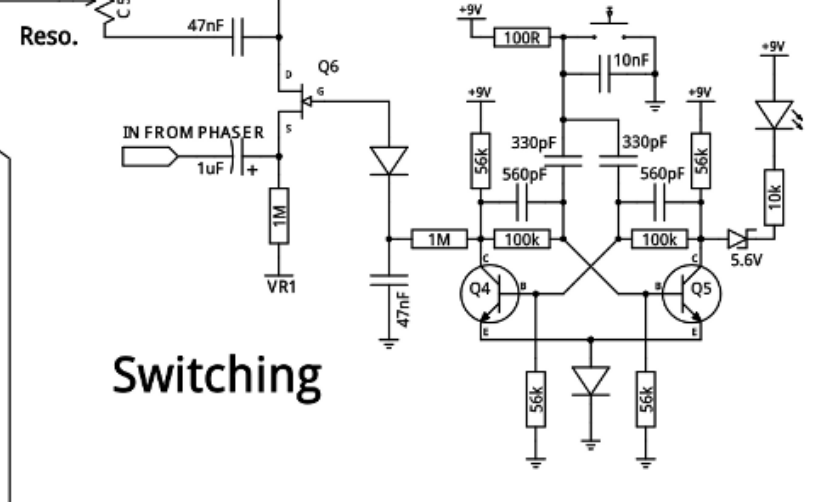 Reso.
47nF
D
Q6
G
S
IN FROM PHASER
1uF
+
1M
VR1
+9V
100R
10nF
+9V
+9V
+9V
330pF
330pF
56k
56k
560pF
560pF
10k
1M
100k
100k
5.6V
C
C
Q4
B
B
Q5
E
E
47nF
Switching
56k
56k